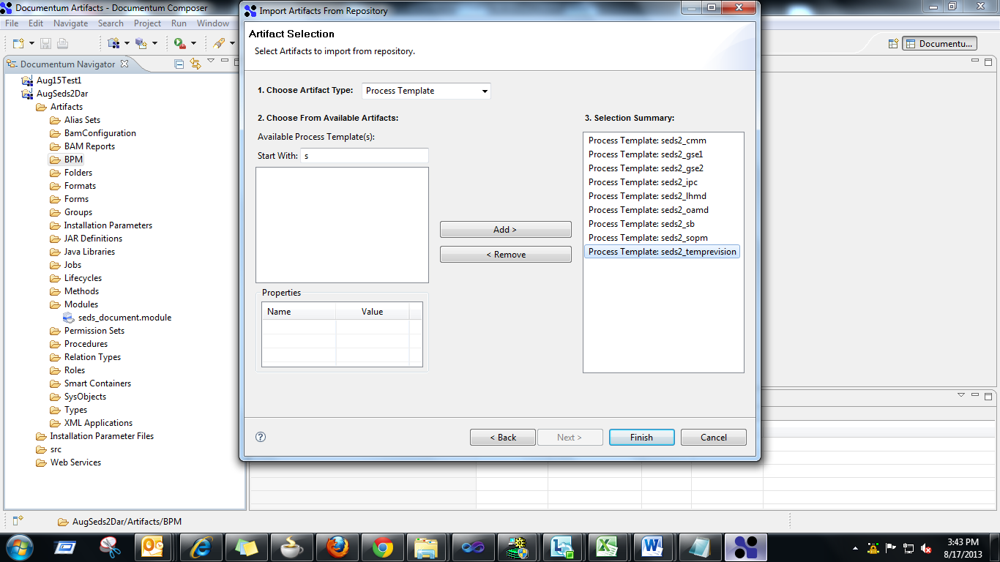 Documentum Artifacts - Documentum Composer
File Edit Navigate Search Project Run Window
Documentu...
Documentum Navigator
Aug15Test1
AugSeds2Dar
Artifacts
Alias Sets
BamConfiguration
BAM Reports
BPM
Folders
Formats
Forms
Groups
Installation Parameters
JAR Definitions
Java Libraries
Jobs
Lifecycles
Methods
Modules
seds_document.module
Permission Sets
Procedures
Relation Types
Roles
Smart Containers
SysObjects
Types
XML Applications
Installation Parameter Files
src
Web Services
Import Artifacts From Repository
Artifact Selection
Select Artifacts to import from repository.
1. Choose Artifact Type: Process Template
2. Choose From Available Artifacts:
Available Process Template(s):
Start With: s
Add >
< Remove
Properties
Name Value
3. Selection Summary:
Process Template: seds2_cmm
Process Template: seds2_gse1
Process Template: seds2_gse2
Process Template: seds2_ipc
Process Template: seds2_lhmd
Process Template: seds2_oamd
Process Template: seds2_sb
Process Template: seds2_sopm
Process Template: seds2_temprevision
< Back Next > Finish Cancel
AugSeds2Dar/Artifacts/BPM
3:43 PM
8/17/2013